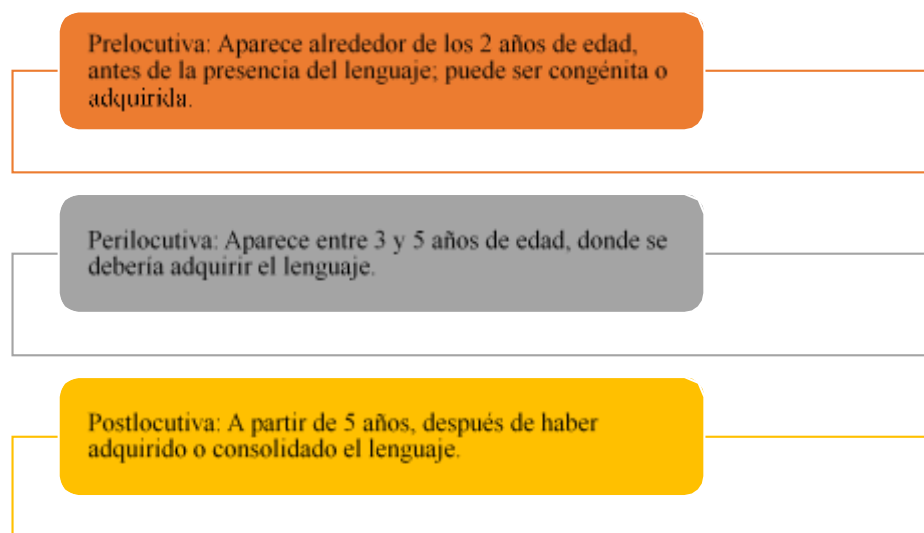 Prelocutiva: Aparece alrededor de los 2 años de edad,
antes de la presencia del lenguaje; puede ser congénita o
adquirida.
Perilocutiva: Aparece entre 3 y 5 años de edad, donde se
debería adquirir el lenguaje.
Postlocutiva: A partir de 5 años, después de haber
adquirido o consolidado el lenguaje.